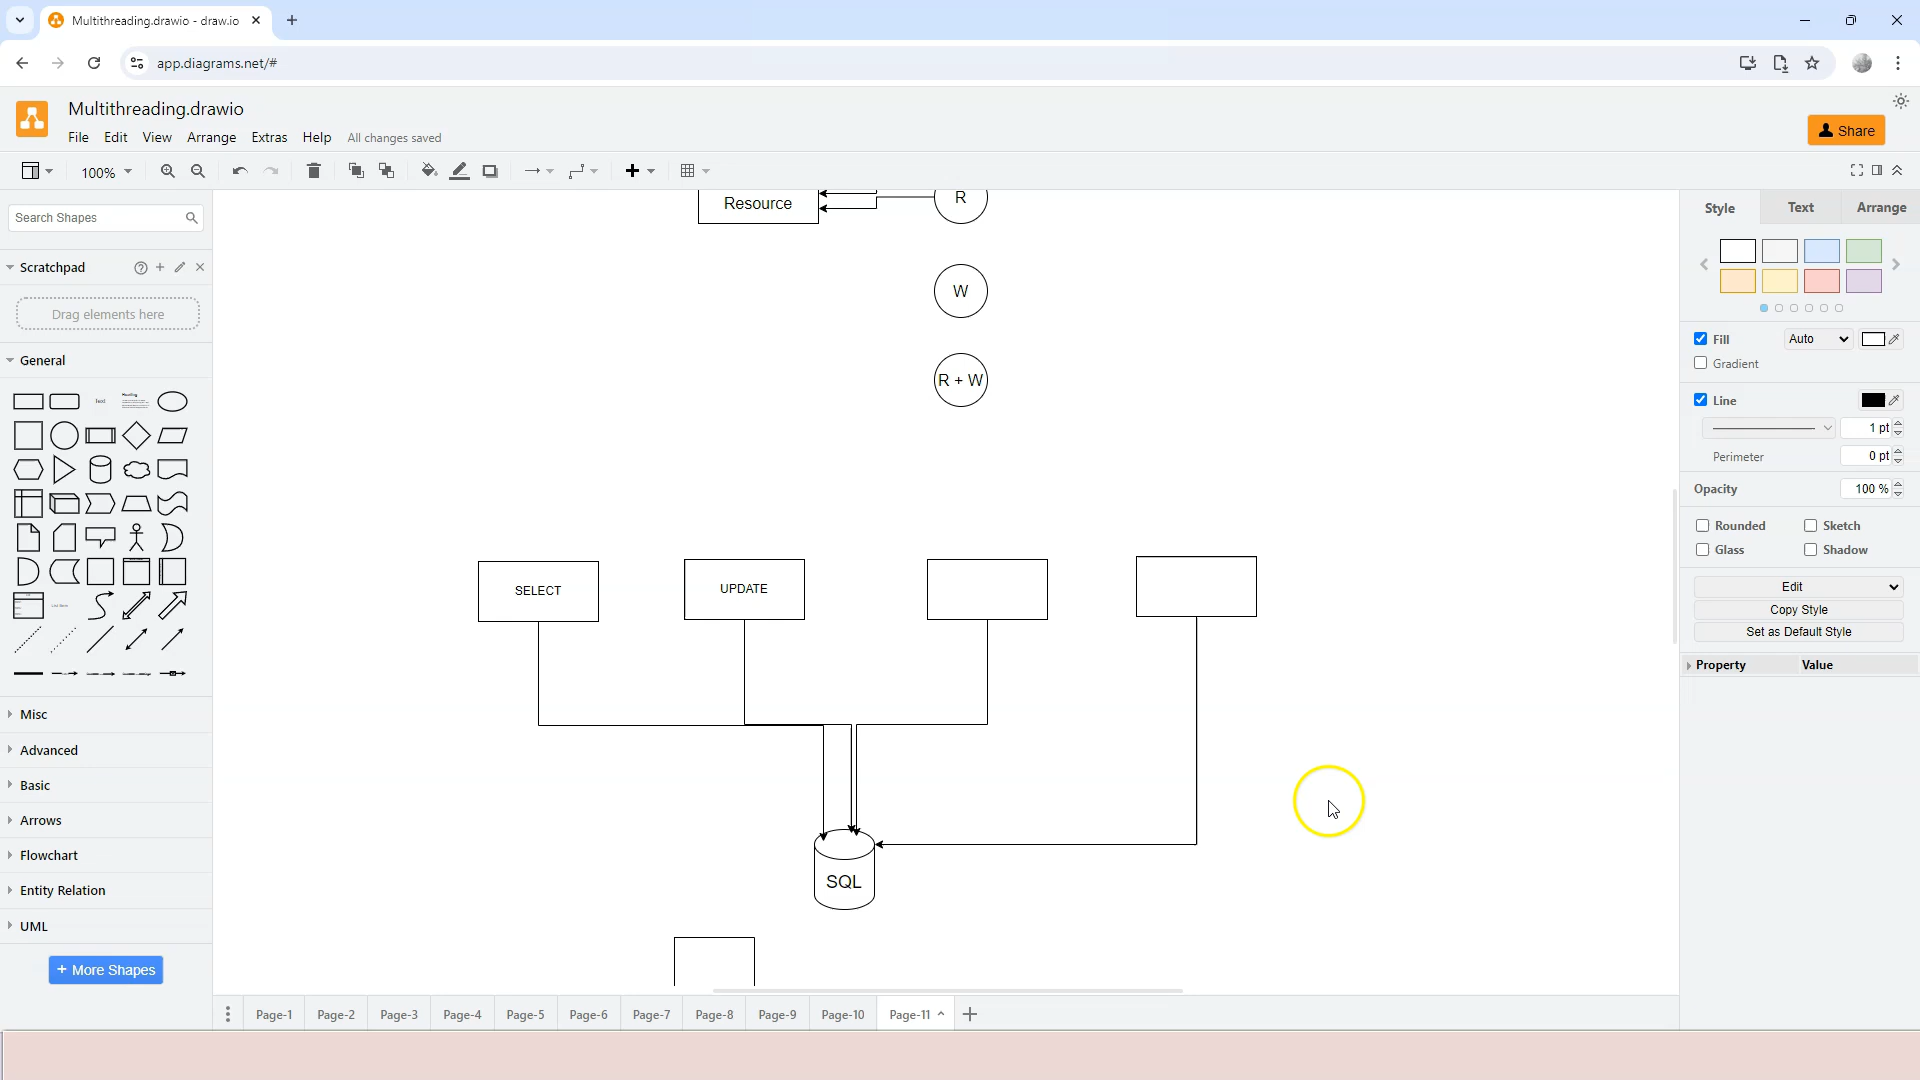 Multithreading.drawio - draw.io
app.diagrams.net/#
Multithreading.drawio
File Edit View Arrange Extras Help All changes saved
Share
100%
Search Shapes
Scratchpad
Drag elements here
General
Text
Heading
List Item
Misc
Advanced
Basic
Arrows
Flowchart
Entity Relation
UML
+ More Shapes
Resource
R
W
R + W
SELECT
UPDATE
SQL
Page-1 Page-2 Page-3 Page-4 Page-5 Page-6 Page-7 Page-8 Page-9 Page-10 Page-11
Style Text Arrange
Fill Auto
Gradient
Line
1 pt
Perimeter 0 pt
Opacity 100 %
Rounded Sketch
Glass Shadow
Edit
Copy Style
Set as Default Style
Property Value